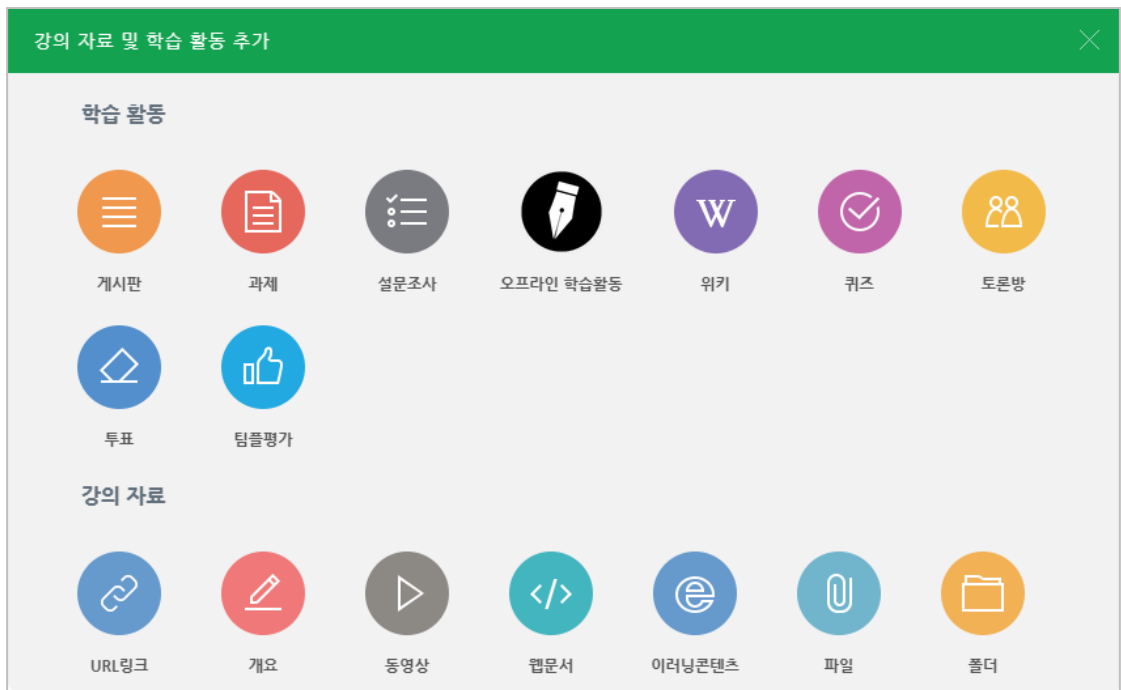 강의 자료 및 학습 활동 추가
학습 활동
W
게시판 과제 설문조사 오프라인 학습활동 위키 퀴즈 토론방
투표 팀플평가
강의 자료
</>
URL링크 개요 동영상 웹문서 이러닝콘텐츠 파일 폴더